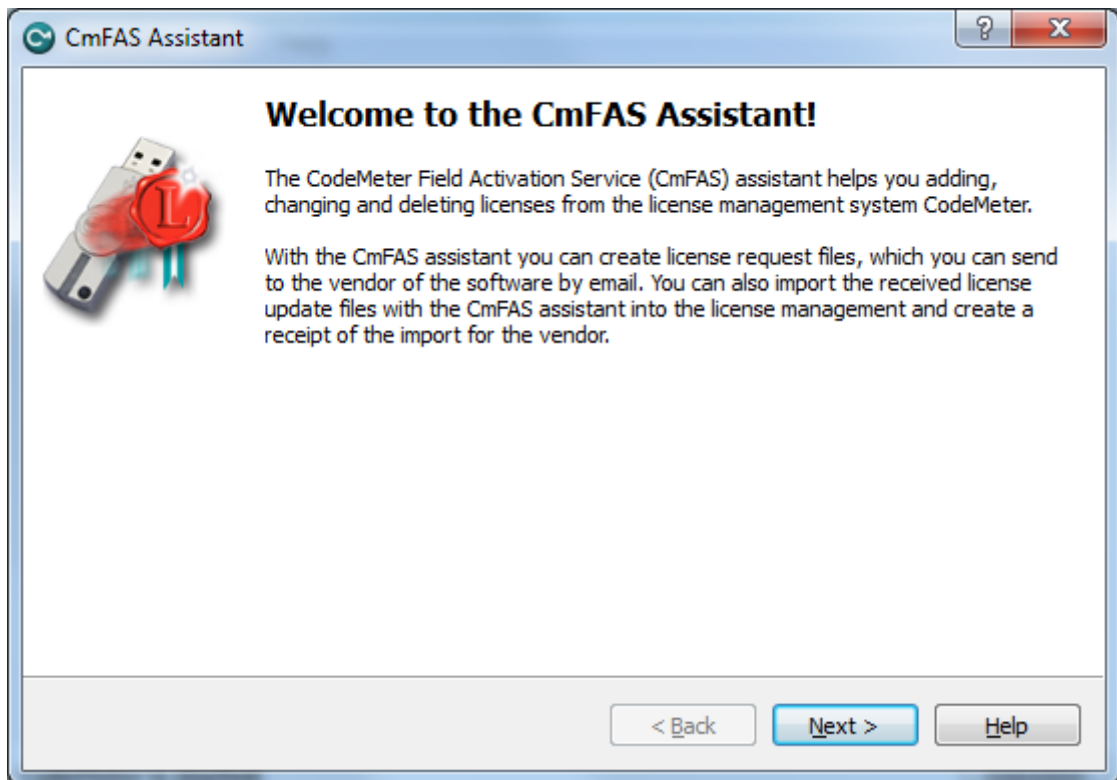 CmFAS Assistant
Welcome to the CmFAS Assistant!
The CodeMeter Field Activation Service (CmFAS) assistant helps you adding,
changing and deleting licenses from the license management system CodeMeter.
With the CmFAS assistant you can create license request files, which you can send
to the vendor of the software by email. You can also import the received license
update files with the CmFAS assistant into the license management and create a
receipt of the import for the vendor.
L
< Back Next > Help